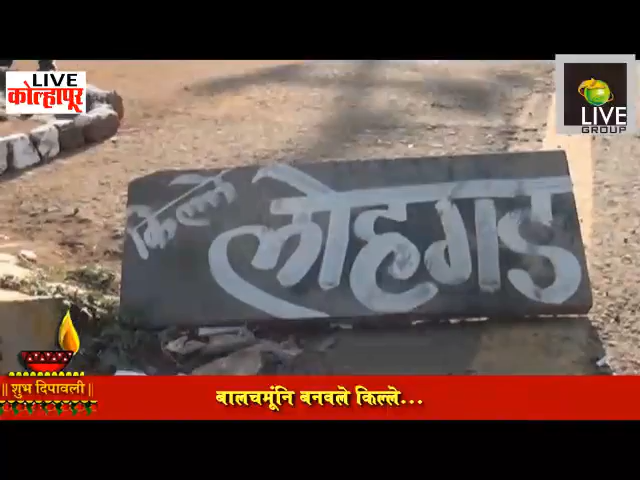 LIVE
कोल्हापूर
LIVE
GROUP
किल्ले
लोहगड
॥ शुभ दिपावली ॥
बालचमूंनि बनवले किल्ले...